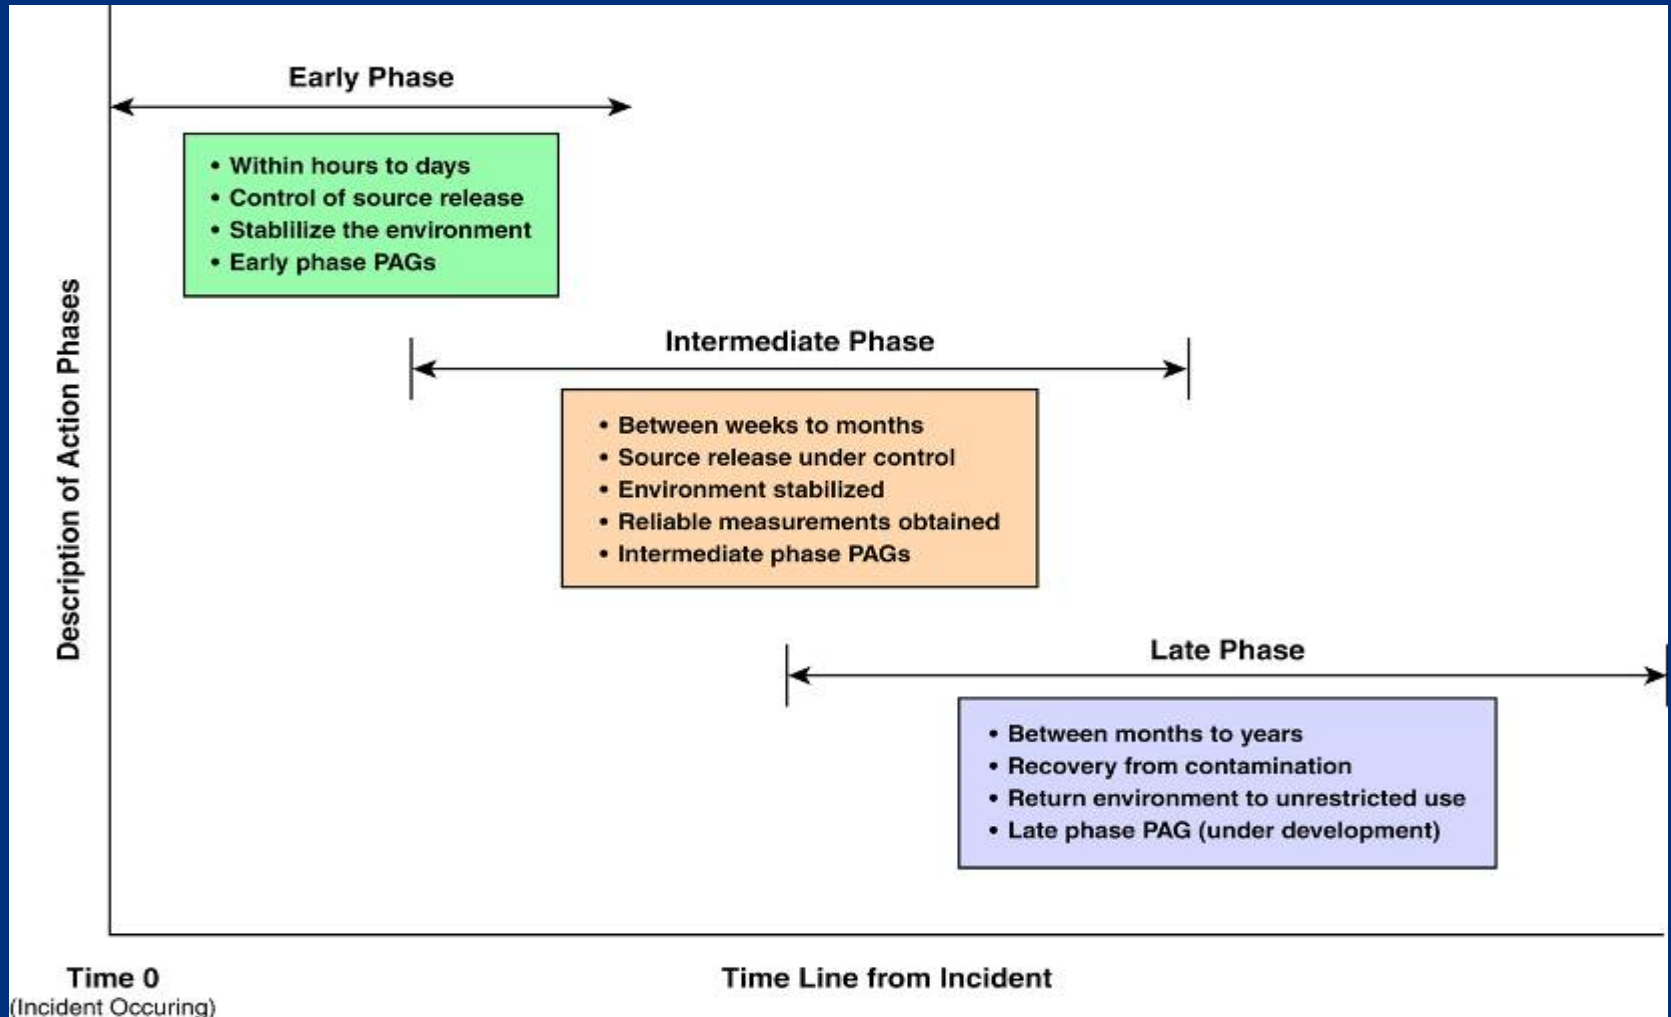 Early Phase
• Within hours to days
• Control of source release
• Stablilize the environment
• Early phase PAGs
Intermediate Phase
• Between weeks to months
• Source release under control
• Environment stabilized
• Reliable measurements obtained
• Intermediate phase PAGs
Late Phase
• Between months to years
• Recovery from contamination
• Return environment to unrestricted use
• Late phase PAG (under development)
Description of Action Phases
Time 0
(Incident Occuring)
Time Line from Incident